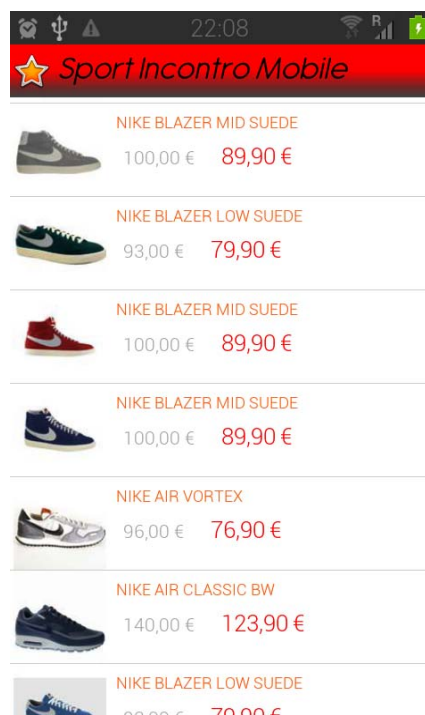 22:08
R
Sport Incontro Mobile
NIKE BLAZER MID SUEDE
100,00 € 89,90 €
NIKE BLAZER LOW SUEDE
93,00 € 79,90 €
NIKE BLAZER MID SUEDE
100,00 € 89,90 €
NIKE BLAZER MID SUEDE
100,00 € 89,90 €
NIKE AIR VORTEX
96,00 € 76,90 €
NIKE AIR CLASSIC BW
140,00 € 123,90 €
NIKE BLAZER LOW SUEDE